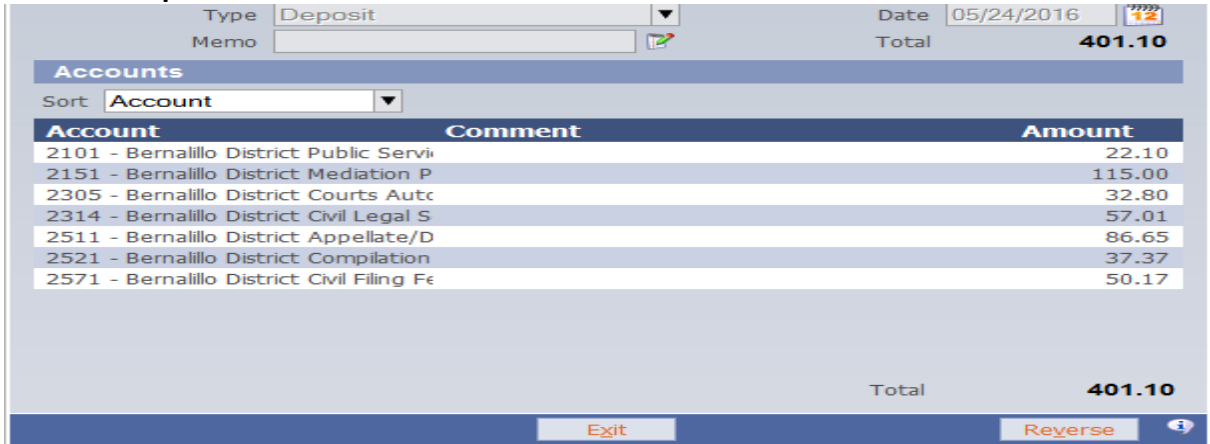 Type Deposit Date 05/24/2016 12
Memo Total 401.10
Accounts
Sort Account
Account Comment Amount
2101 - Bernalillo District Public Servi 22.10
2151 - Bernalillo District Mediation P 115.00
2305 - Bernalillo District Courts Auto 32.80
2314 - Bernalillo District Civil Legal S 57.01
2511 - Bernalillo District Appellate/D 86.65
2521 - Bernalillo District Compilation 37.37
2571 - Bernalillo District Civil Filing Fe 50.17
Total 401.10
Exit Reverse